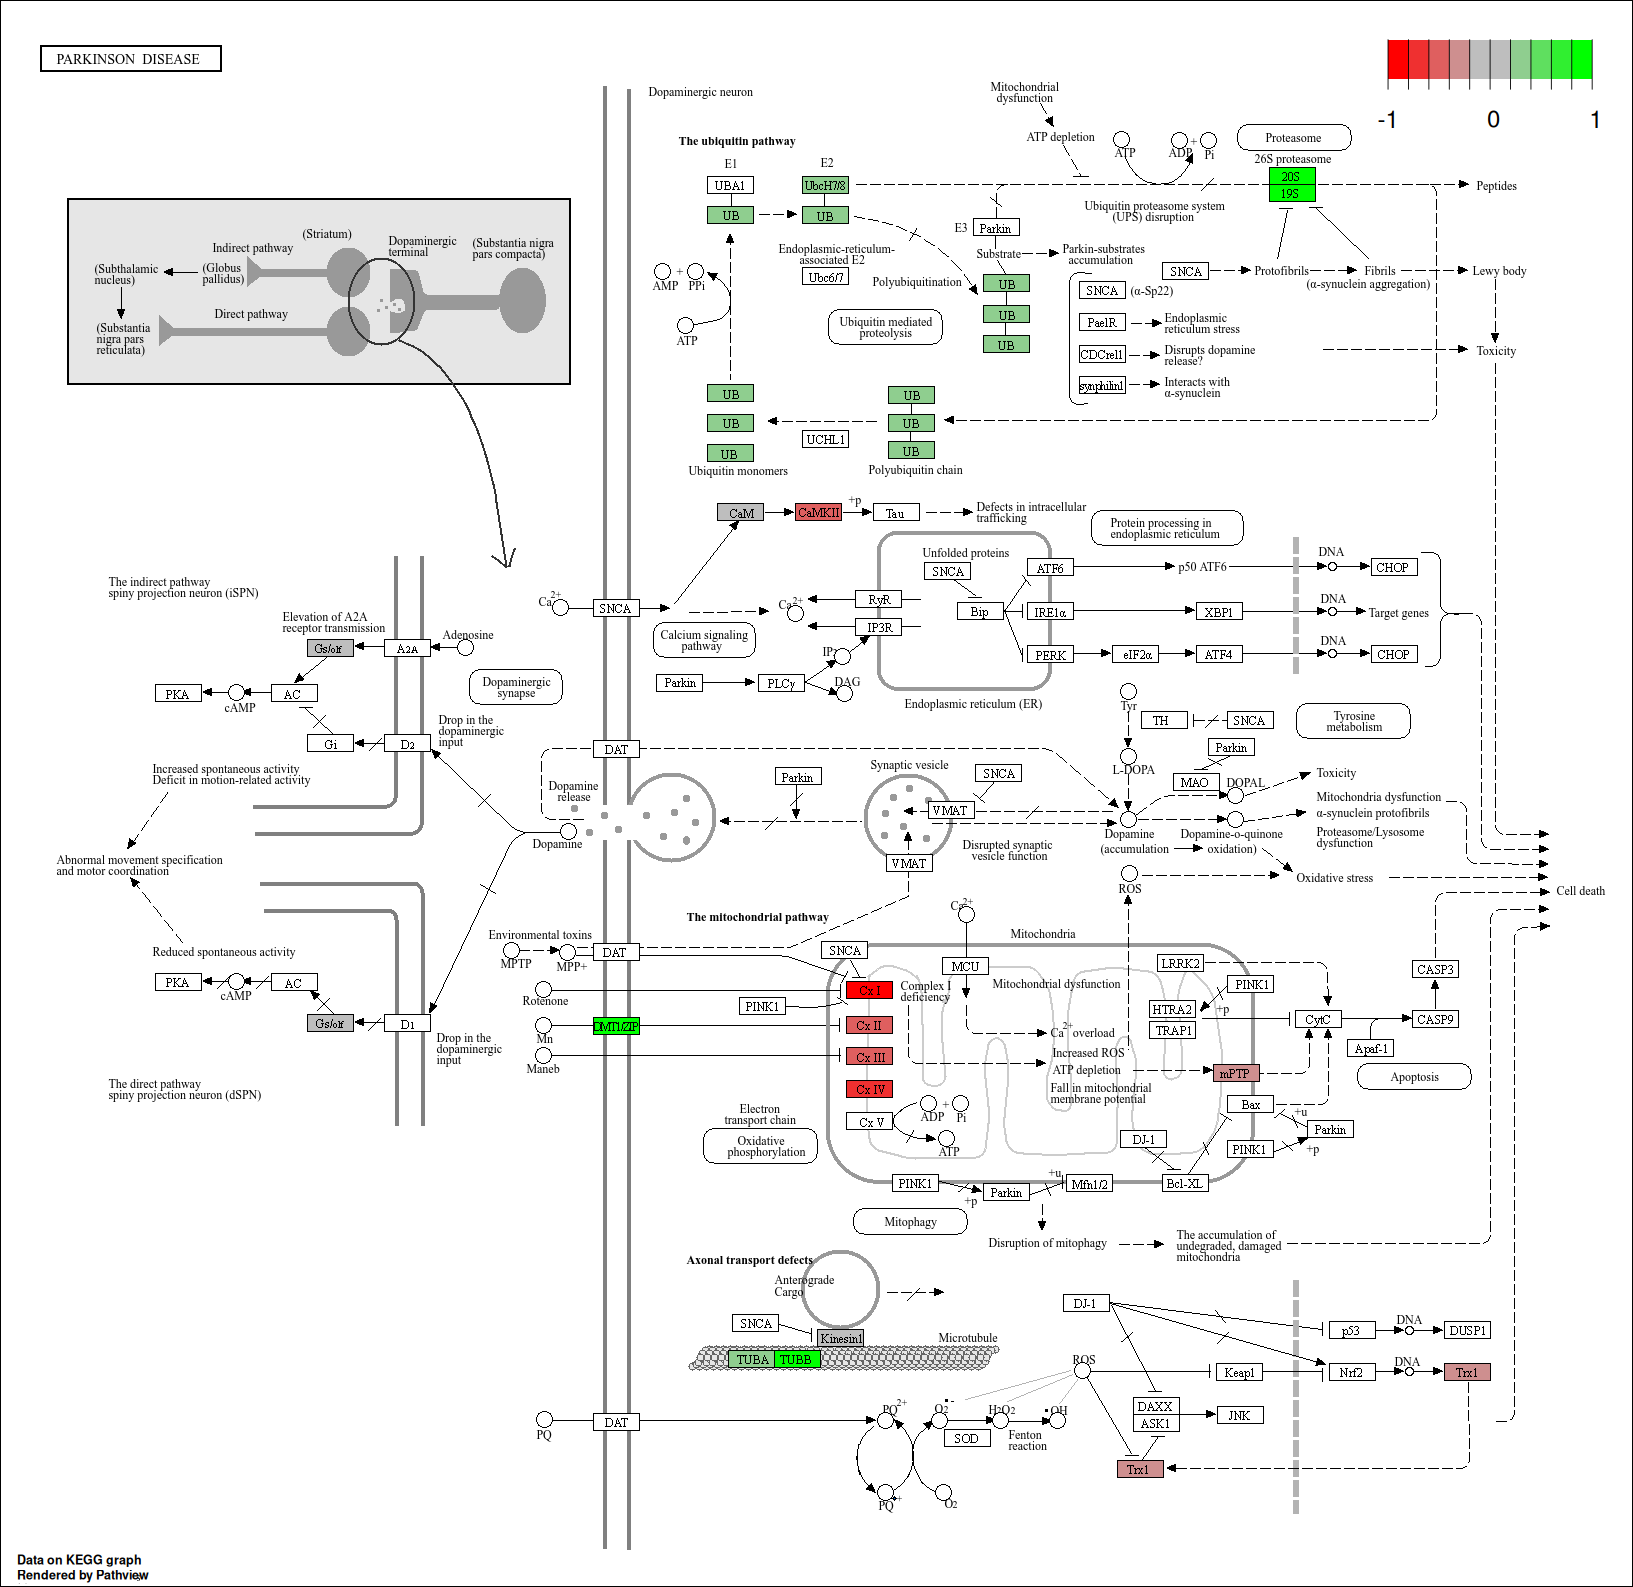 PARKINSON DISEASE
-1
0
1
Dopaminergic neuron
Mitochondrial
dysfunction
ATP depletion
ATP
ADP
+
Pi
Proteasome
26S proteasome
20S
19S
Peptides
The ubiquitin pathway
E1
E2
UBA1
UbcH7/8
UB
UB
Ubiquitin proteasome system
(UPS) disruption
E3
Parkin
Substrate
Parkin-substrates
accumulation
Endoplasmic-reticulum-
associated E2
Ubc6/7
Polyubiquitination
UB
UB
UB
AMP
+
PPi
ATP
Ubiquitin mediated
proteolysis
SNCA
Protofibrils
Fibrils
(α-synuclein aggregation)
Lewy body
SNCA
(α-Sp22)
PaelR
Endoplasmic
reticulum stress
CDCrel1
Disrupts dopamine
release?
synphilin1
Interacts with
α-synuclein
Toxicity
UB
UB
UB
Ubiquitin monomers
UCHL1
UB
UB
UB
Polyubiquitin chain
(Striatum)
Indirect pathway
Dopaminergic
terminal
(Substantia nigra
pars compacta)
(Subthalamic
nucleus)
(Globus
pallidus)
Direct pathway
(Substantia
nigra pars
reticulata)
CaM
CaMKII
+p
Tau
Defects in intracellular
trafficking
Protein processing in
endoplasmic reticulum
Unfolded proteins
SNCA
Bip
ATF6
p50 ATF6
DNA
CHOP
IRE1α
XBP1
DNA
Target genes
PERK
eIF2α
ATF4
DNA
CHOP
Ca2+
SNCA
Ca2+
RyR
IP3R
Calcium signaling
pathway
IP3
Parkin
PLCγ
DAG
Endoplasmic reticulum (ER)
The indirect pathway
spiny projection neuron (iSPN)
Elevation of A2A
receptor transmission
Gs/olf
A2A
Adenosine
PKA
cAMP
AC
Dopaminergic
synapse
Gi
D2
Drop in the
dopaminergic
input
Increased spontaneous activity
Deficit in motion-related activity
Abnormal movement specification
and motor coordination
Reduced spontaneous activity
PKA
cAMP
AC
Gs/olf
D1
Drop in the
dopaminergic
input
The direct pathway
spiny projection neuron (dSPN)
DAT
Dopamine
release
Dopamine
Parkin
Synaptic vesicle
SNCA
VMAT
VMAT
Disrupted synaptic
vesicle function
Tyr
TH
SNCA
Tyrosine
metabolism
L-DOPA
Parkin
MAO
DOPAL
Toxicity
Dopamine
(accumulation
Dopamine-o-quinone
oxidation)
Mitochondria dysfunction
α-synuclein protofibrils
Proteasome/Lysosome
dysfunction
ROS
Oxidative stress
Cell death
The mitochondrial pathway
Environmental toxins
MPTP
MPP+
DAT
Rotenone
Mn
DMT1/ZIP
Maneb
SNCA
PINK1
Cx I
Complex I
deficiency
Cx II
Cx III
Cx IV
Cx V
ADP
+
Pi
ATP
Electron
transport chain
Oxidative
phosphorylation
Ca2+
MCU
Mitochondria
Mitochondrial dysfunction
Ca2+ overload
Increased ROS
ATP depletion
Fall in mitochondrial
membrane potential
LRRK2
PINK1
HTRA2
+p
TRAP1
CytC
CASP3
CASP9
Apaf-1
Apoptosis
mPTP
Bax
+u
Parkin
PINK1
+p
DJ-1
Bcl-XL
PINK1
+p
Parkin
+u
Mfn1/2
Mitophagy
Disruption of mitophagy
The accumulation of
undegraded, damaged
mitochondria
Axonal transport defects
Anterograde
Cargo
SNCA
Kinesin1
Microtubule
TUBA
TUBB
DJ-1
p53
DNA
DUSP1
ROS
Keap1
Nrf2
DNA
Trx1
DAXX
ASK1
JNK
Trx1
PQ
DAT
PQ2+
O2·-
H2O2
·OH
SOD
Fenton
reaction
PQ·+
O2
Data on KEGG graph
Rendered by Pathview